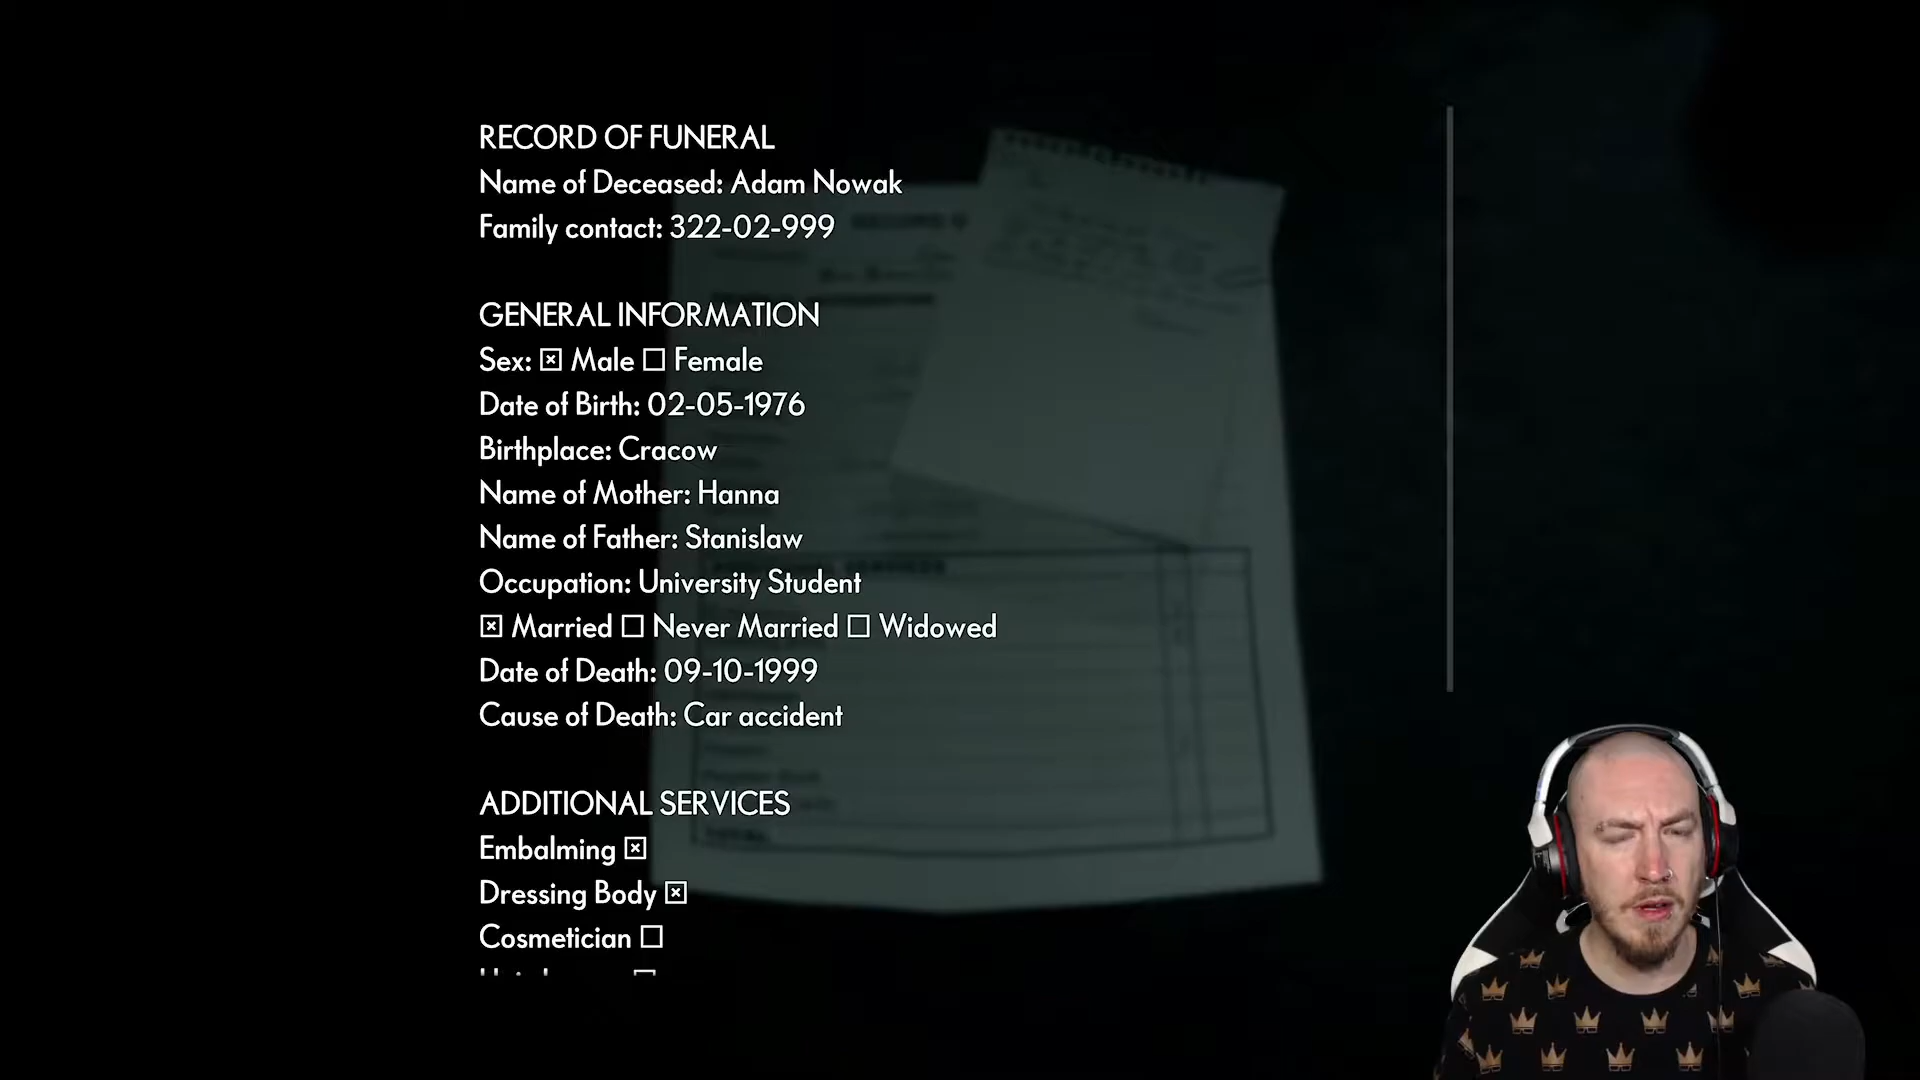 RECORD OF FUNERAL
Name of Deceased: Adam Nowak
Family contact: 322-02-999
GENERAL INFORMATION
Sex: ☒ Male ☐ Female
Date of Birth: 02-05-1976
Birthplace: Cracow
Name of Mother: Hanna
Name of Father: Stanislaw
Occupation: University Student
☒ Married ☐ Never Married ☐ Widowed
Date of Death: 09-10-1999
Cause of Death: Car accident
ADDITIONAL SERVICES
Embalming ☒
Dressing Body ☒
Cosmetician ☐